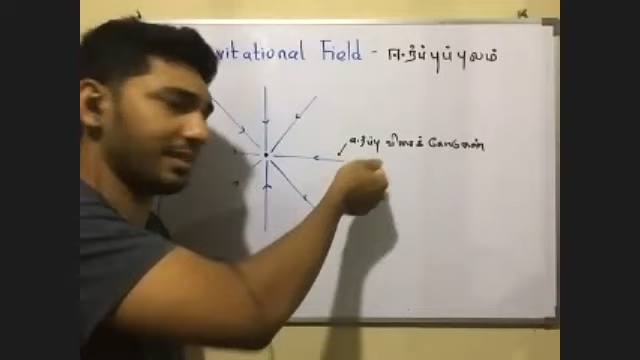 vitational Field - ஈர்ப்புப் புலம்
ஈர்ப்பு விசைக் கோடுகள்